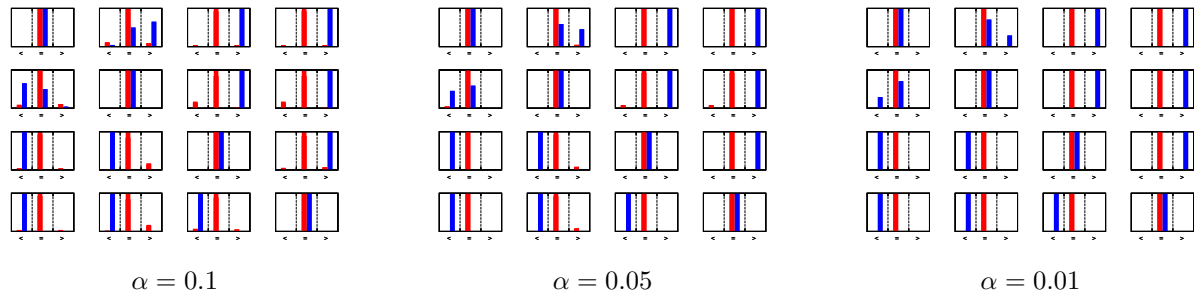 < = > < = > < = > < = > < = > < = > < = > < = > < = > < = > < = > < = >
< = > < = > < = > < = > < = > < = > < = > < = > < = > < = > < = > < = >
< = > < = > < = > < = > < = > < = > < = > < = > < = > < = > < = > < = >
< = > < = > < = > < = > < = > < = > < = > < = > < = > < = > < = > < = >
α = 0.1 α = 0.05 α = 0.01